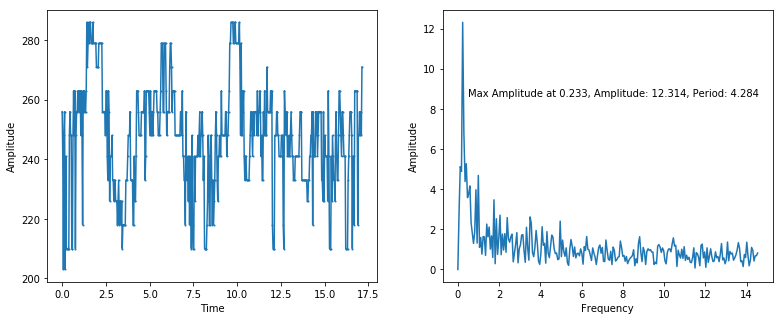 280
260
240
220
200
Amplitude
0.0 2.5 5.0 7.5 10.0 12.5 15.0 17.5
Time
12
10
8
6
4
2
0
Amplitude
Max Amplitude at 0.233, Amplitude: 12.314, Period: 4.284
0 2 4 6 8 10 12 14
Frequency